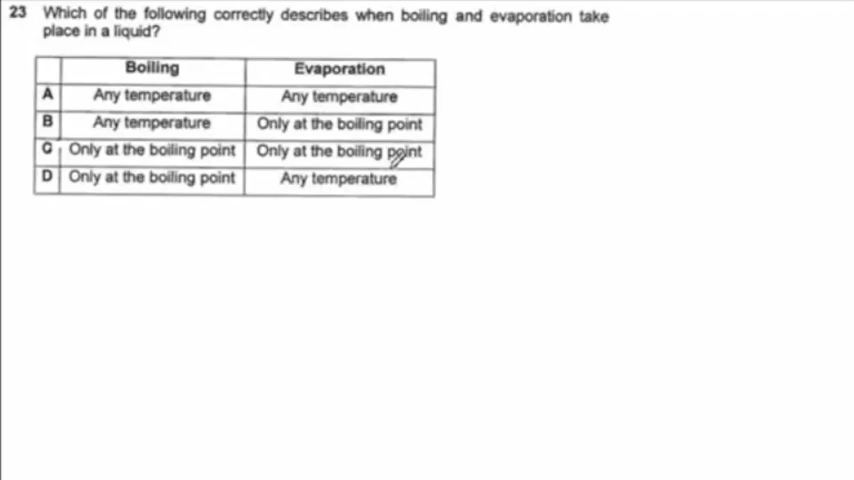 23 Which of the following correctly describes when boiling and evaporation take
place in a liquid?
Boiling Evaporation
A Any temperature Any temperature
B Any temperature Only at the boiling point
C Only at the boiling point Only at the boiling point
D Only at the boiling point Any temperature